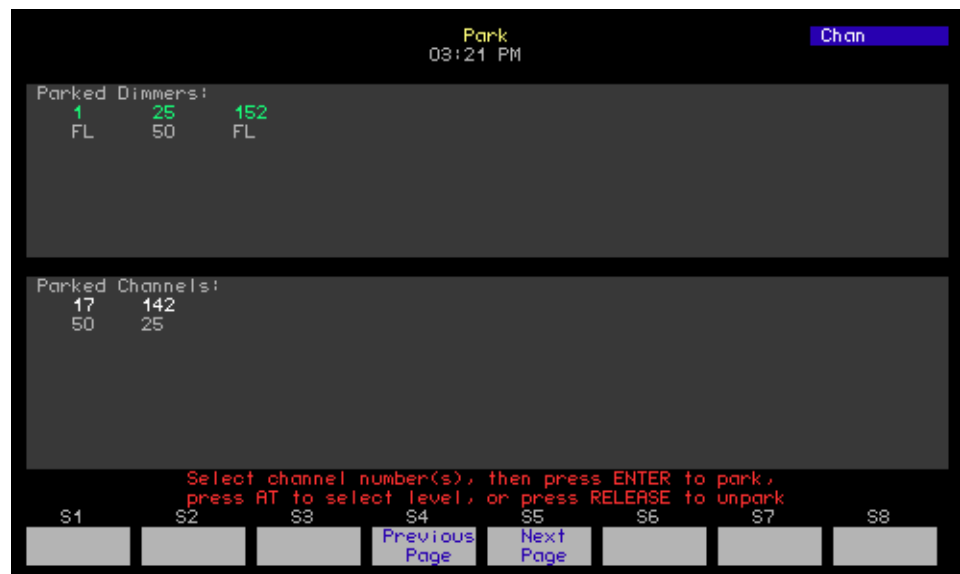 Park
Chan
03:21 PM
Parked Dimmers:
1 25 152
FL 50 FL
Parked Channels:
17 142
50 25
Select channel number(s), then press ENTER to park,
press AT to select level, or press RELEASE to unpark
S1 S2 S3 S4 S5 S6 S7 S8
Previous Next
Page Page